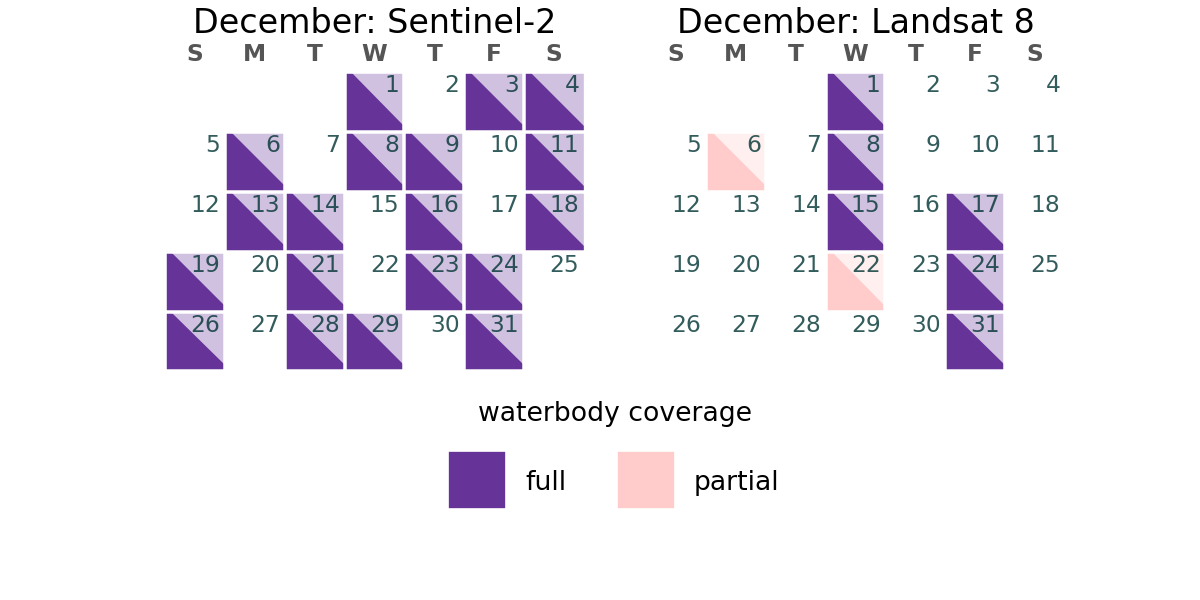 December: Sentinel-2
S M T W T F S
1 2 3 4
5 6 7 8 9 10 11
12 13 14 15 16 17 18
19 20 21 22 23 24 25
26 27 28 29 30 31
December: Landsat 8
S M T W T F S
1 2 3 4
5 6 7 8 9 10 11
12 13 14 15 16 17 18
19 20 21 22 23 24 25
26 27 28 29 30 31
waterbody coverage
full partial